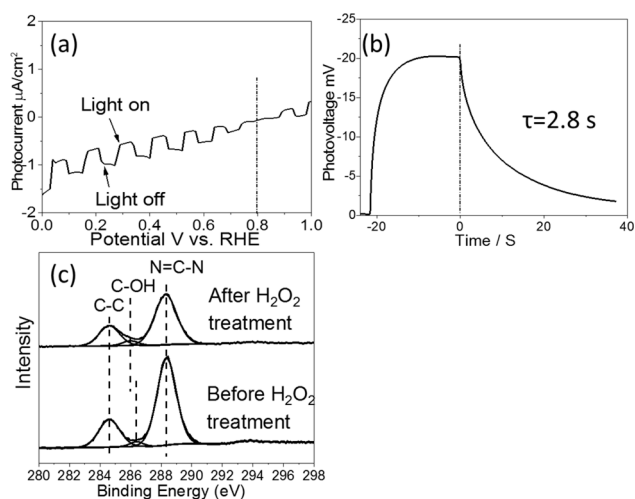 (a)
Photocurrent μA/cm²
1
0
-1
-2
Light on
Light off
0.0 0.2 0.4 0.6 0.8 1.0
Potential V vs. RHE
(b)
Photovoltage mV
-25
-20
-15
-10
-5
0
τ=2.8 s
-20 0 20 40
Time / S
(c)
Intensity
N=C-N
C-OH
C-C
After H₂O₂
treatment
Before H₂O₂
treatment
280 282 284 286 288 290 292 294 296 298
Binding Energy (eV)